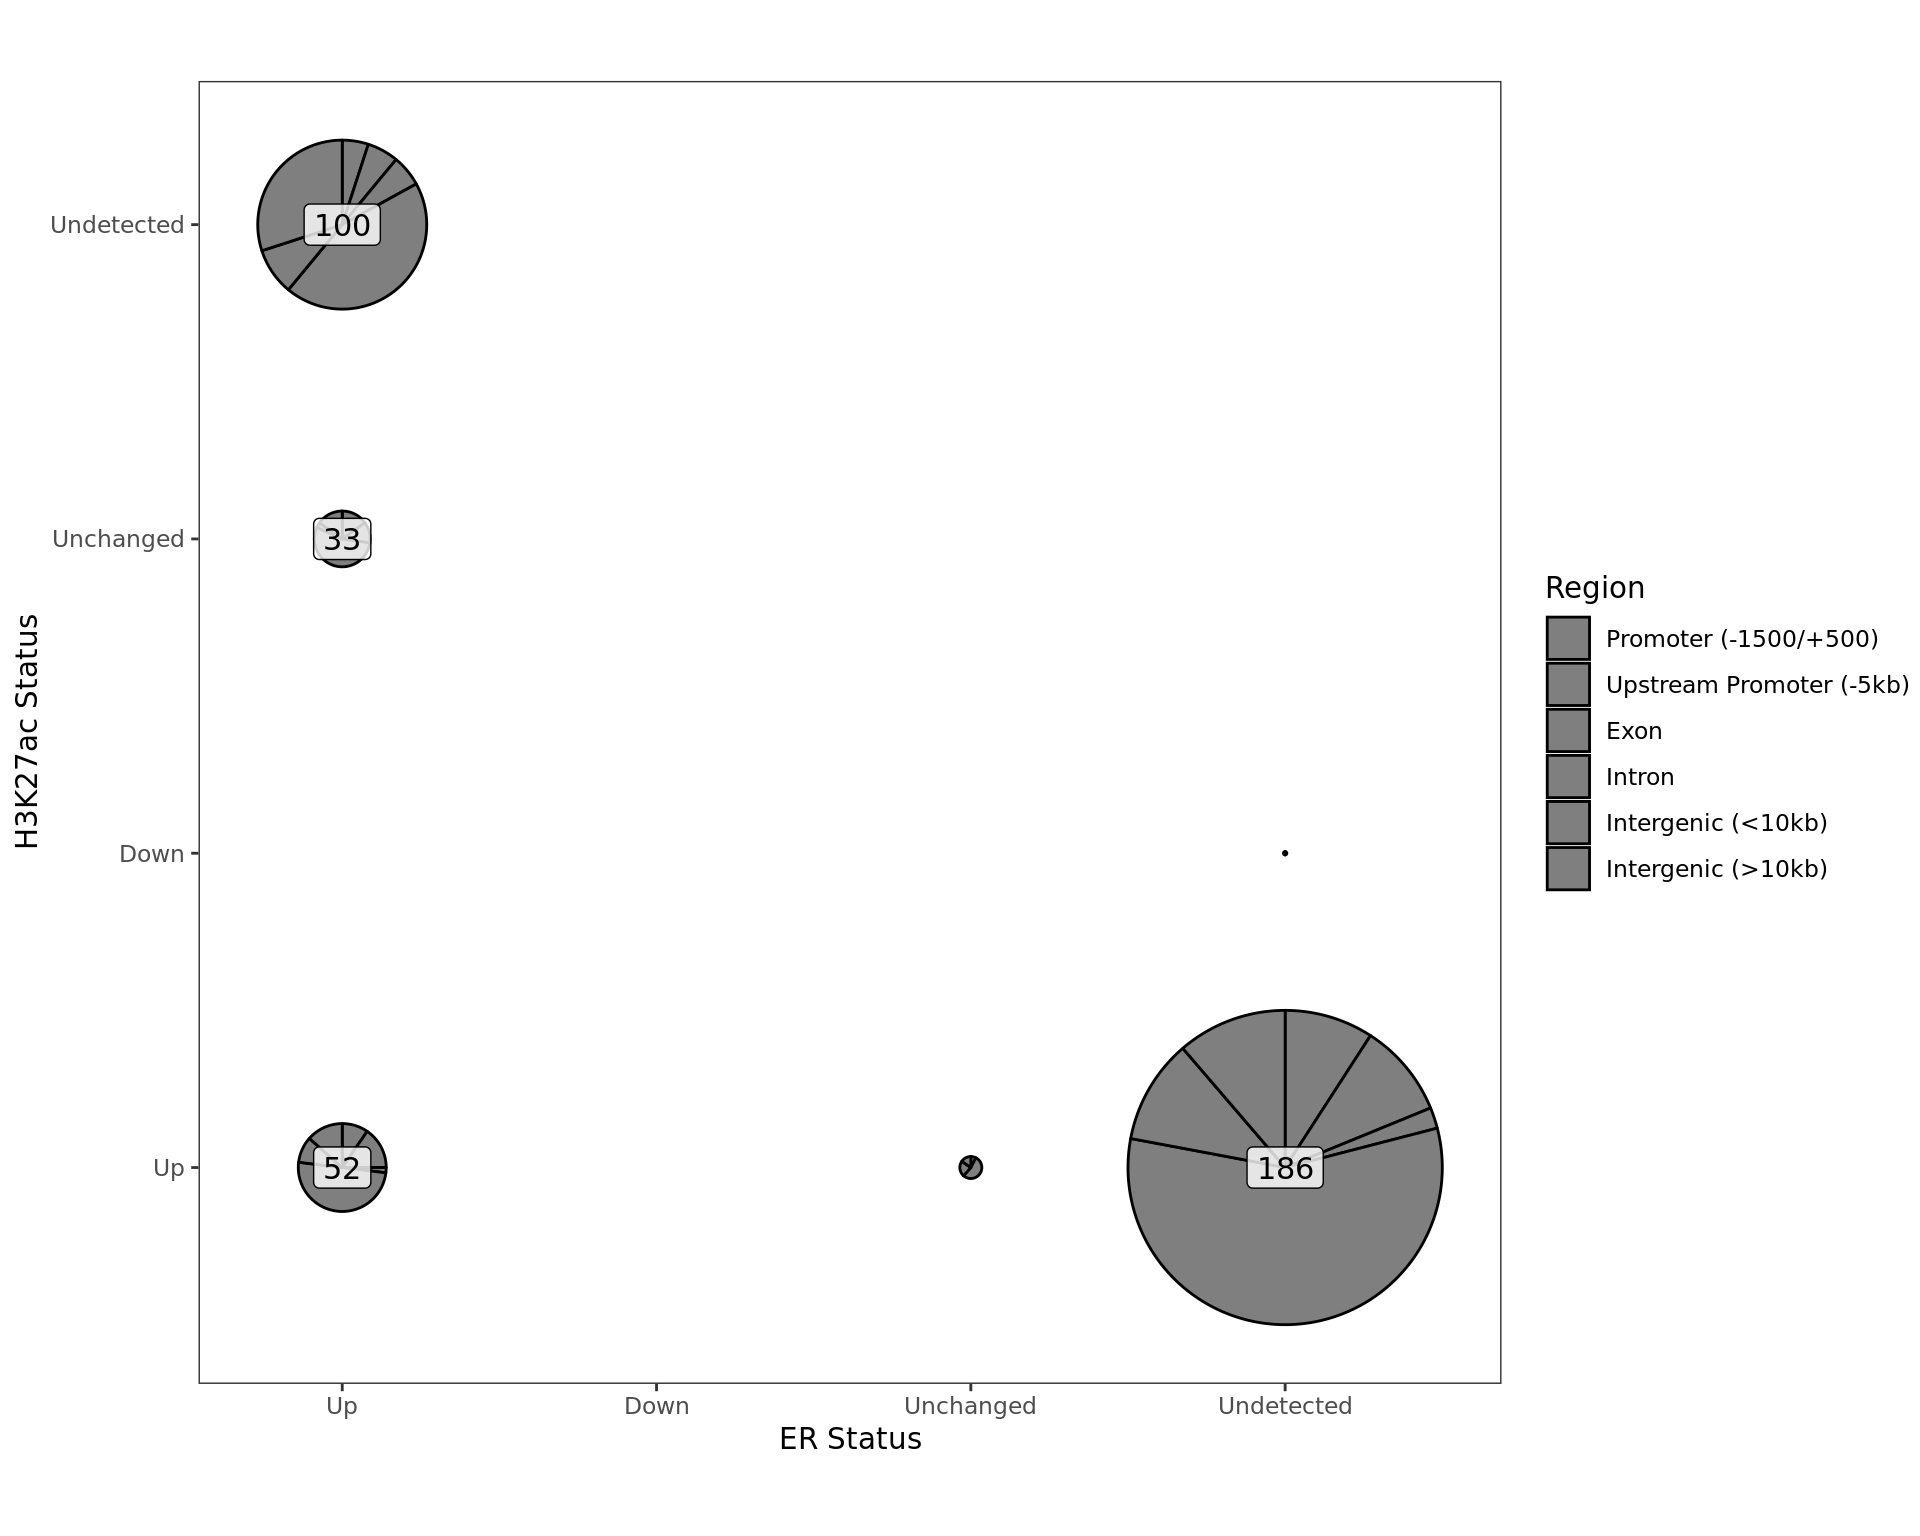 Undetected
Unchanged
Down
Up
H3K27ac Status
100
33
52
186
Up
Down
Unchanged
Undetected
ER Status
Region
Promoter (-1500/+500)
Upstream Promoter (-5kb)
Exon
Intron
Intergenic (<10kb)
Intergenic (>10kb)